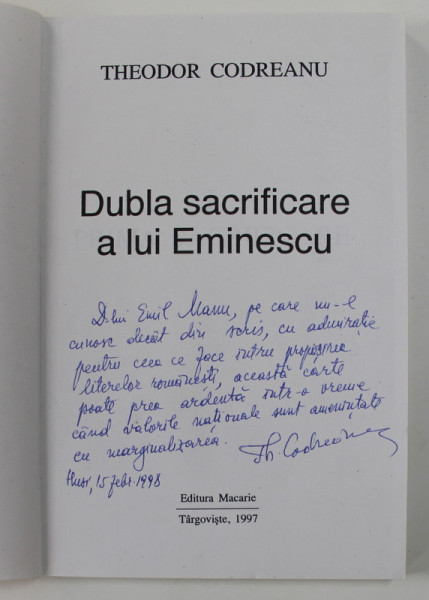 THEODOR CODREANU
Dubla sacrificare
a lui Eminescu
D-lui Emil Manu, pe care nu-l
cunosc decât din scris, cu admirație
pentru ceea ce face întru propășirea
literelor românești, această carte
poate prea ardentă într-o vreme
când valorile naționale sunt amenințate
cu marginalizarea.
Th. Codreanu
Huși, 15 febr. 1998
Editura Macarie
Târgoviște, 1997